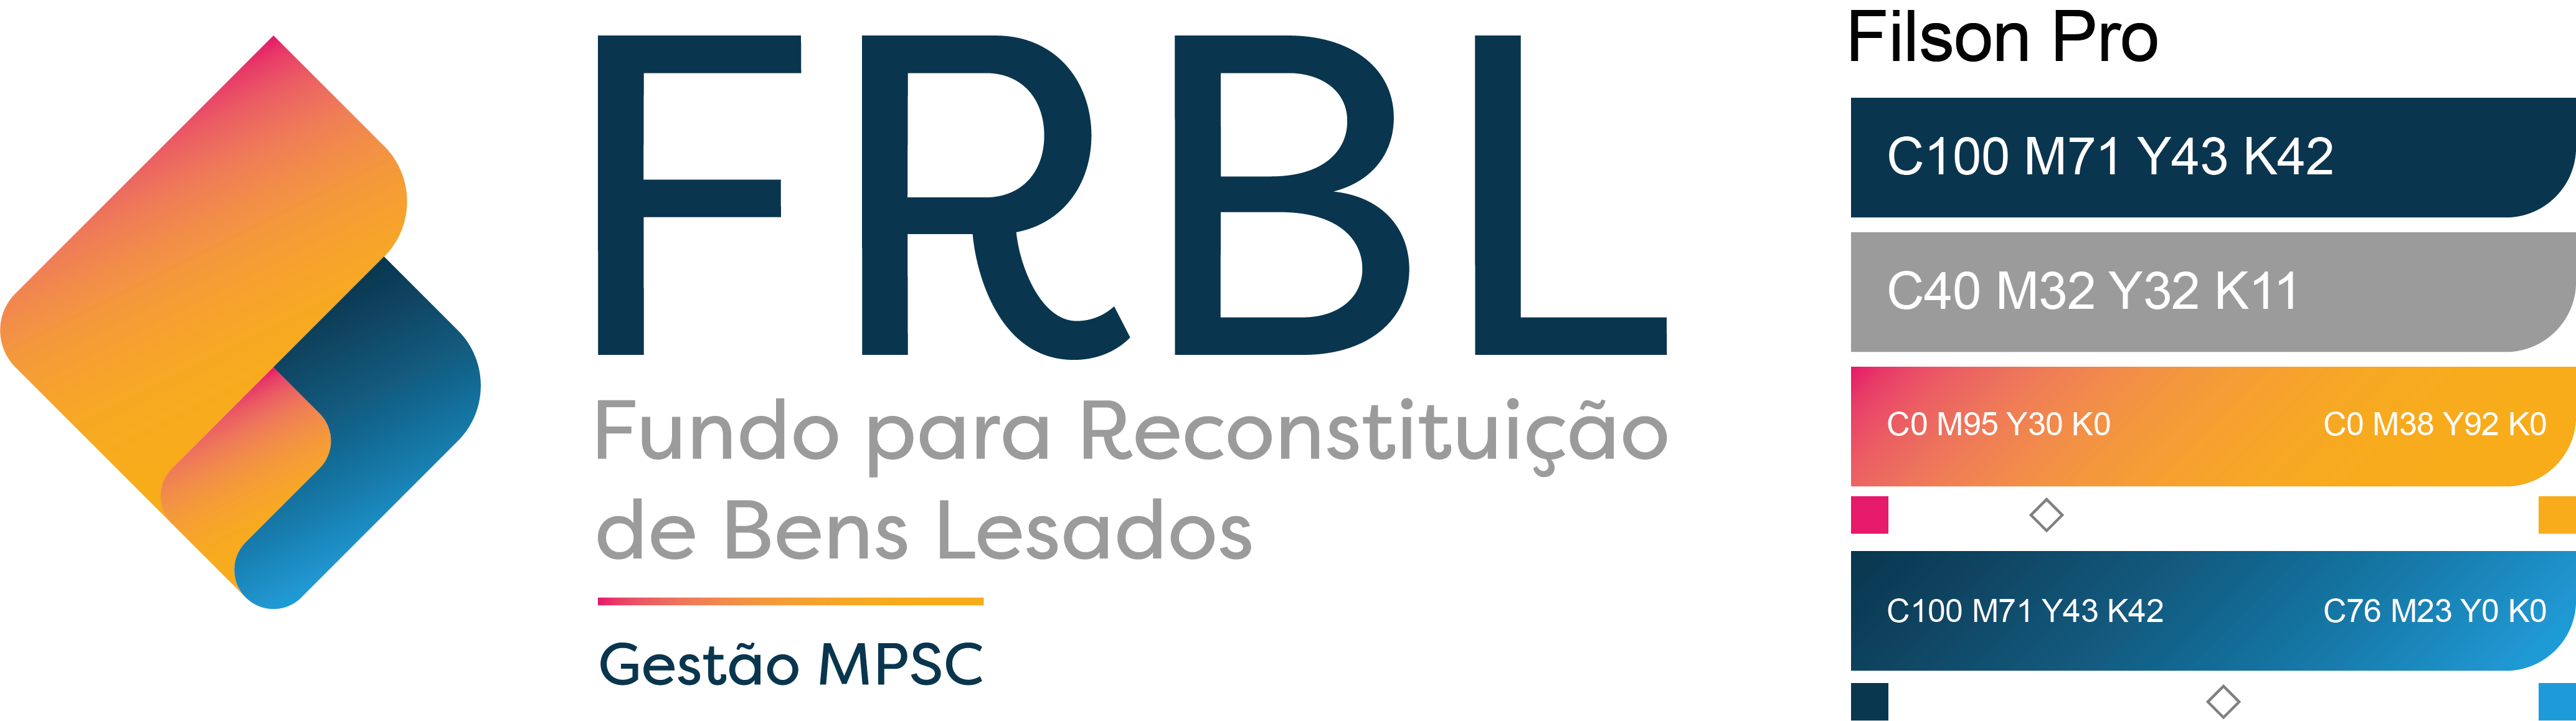 FRBL
Fundo para Reconstituição
de Bens Lesados
Gestão MPSC
Filson Pro
C100 M71 Y43 K42
C40 M32 Y32 K11
C0 M95 Y30 K0 C0 M38 Y92 K0
C100 M71 Y43 K42 C76 M23 Y0 K0